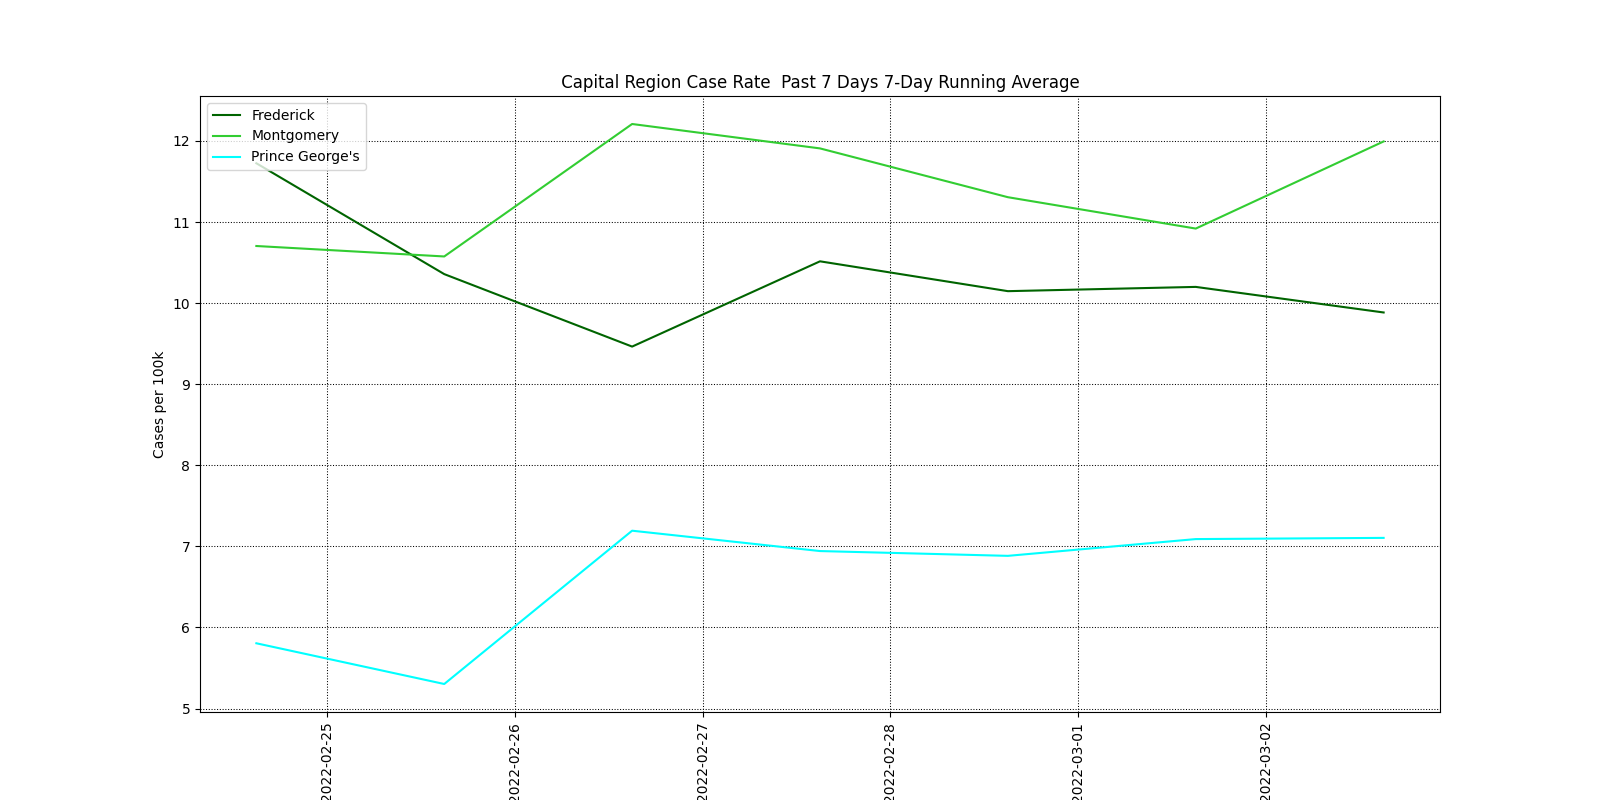 Capital Region Case Rate  Past 7 Days 7-Day Running Average
Frederick
Montgomery
Prince George's
12
11
10
9
8
7
6
5
Cases per 100k
2022-02-25
2022-02-26
2022-02-27
2022-02-28
2022-03-01
2022-03-02